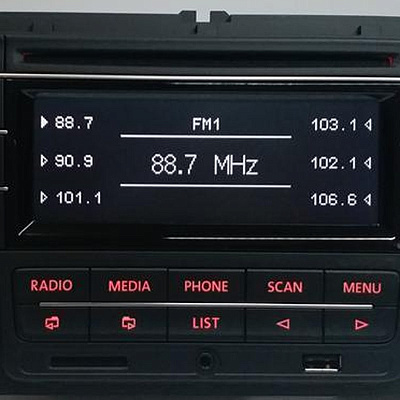 88.7 FM1 103.1
90.9 88.7 MHz 102.1
101.1 106.6
RADIO MEDIA PHONE SCAN MENU
LIST